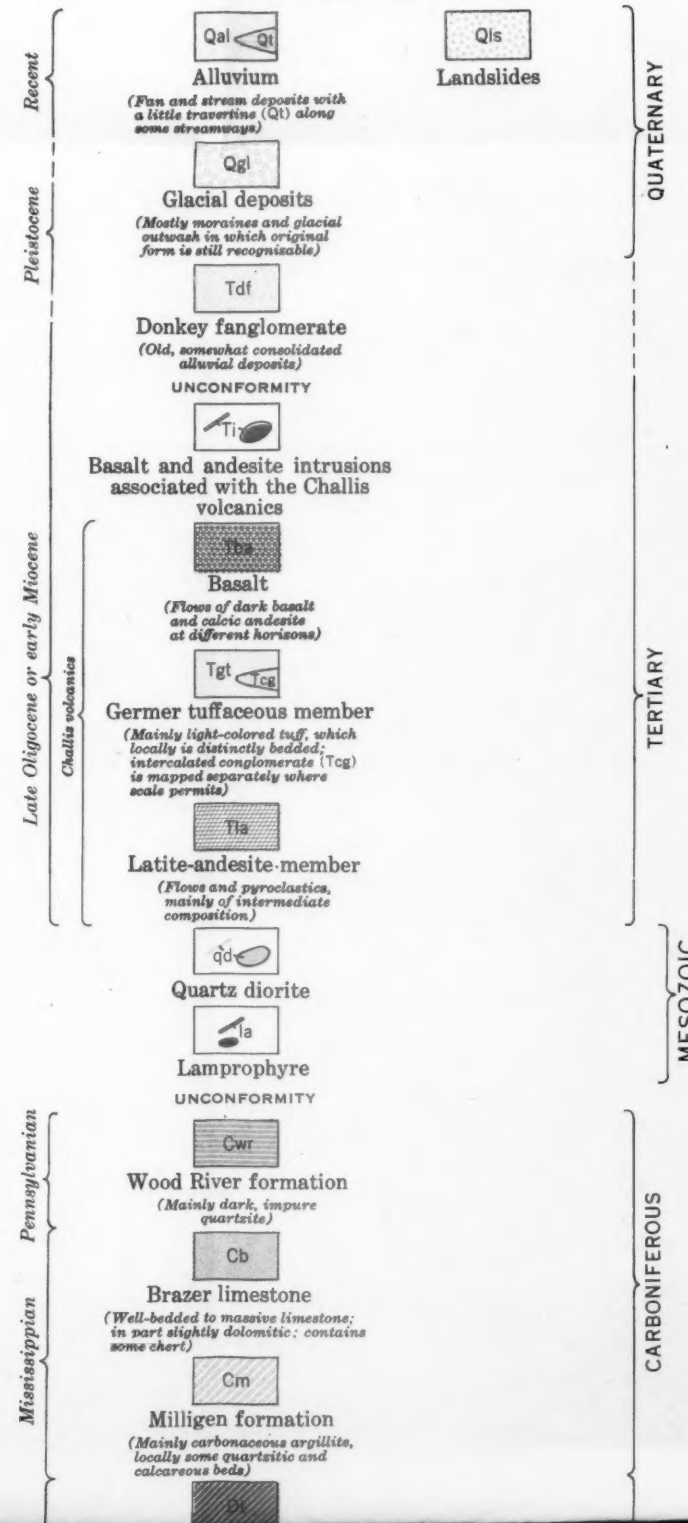 Qal Qt
Qls
Alluvium
Landslides
(Fan and stream deposits with
a little travertine (Qt) along
some streamways)
Recent
QUATERNARY
Qgl
Glacial deposits
(Mostly moraines and glacial
outwash in which original
form is still recognizable)
Pleistocene
Tdf
Donkey fanglomerate
(Old, somewhat consolidated
alluvial deposits)
UNCONFORMITY
Ti
Basalt and andesite intrusions
associated with the Challis
volcanics
Tba
Basalt
(Flows of dark basalt
and calcic andesite
at different horizons)
Late Oligocene or early Miocene
Challis volcanics
TERTIARY
Tgt Tcg
Germer tuffaceous member
(Mainly light-colored tuff, which
locally is distinctly bedded;
intercalated conglomerate (Tcg)
is mapped separately where
scale permits)
Tla
Latite-andesite member
(Flows and pyroclastics,
mainly of intermediate
composition)
qd
Quartz diorite
la
Lamprophyre
MESOZOIC
UNCONFORMITY
Cwr
Wood River formation
(Mainly dark, impure
quartzite)
Pennsylvanian
Cb
Brazer limestone
(Well-bedded to massive limestone;
in part slightly dolomitic; contains
some chert)
CARBONIFEROUS
Mississippian
Cm
Milligen formation
(Mainly carbonaceous argillite,
locally some quartzitic and
calcareous beds)